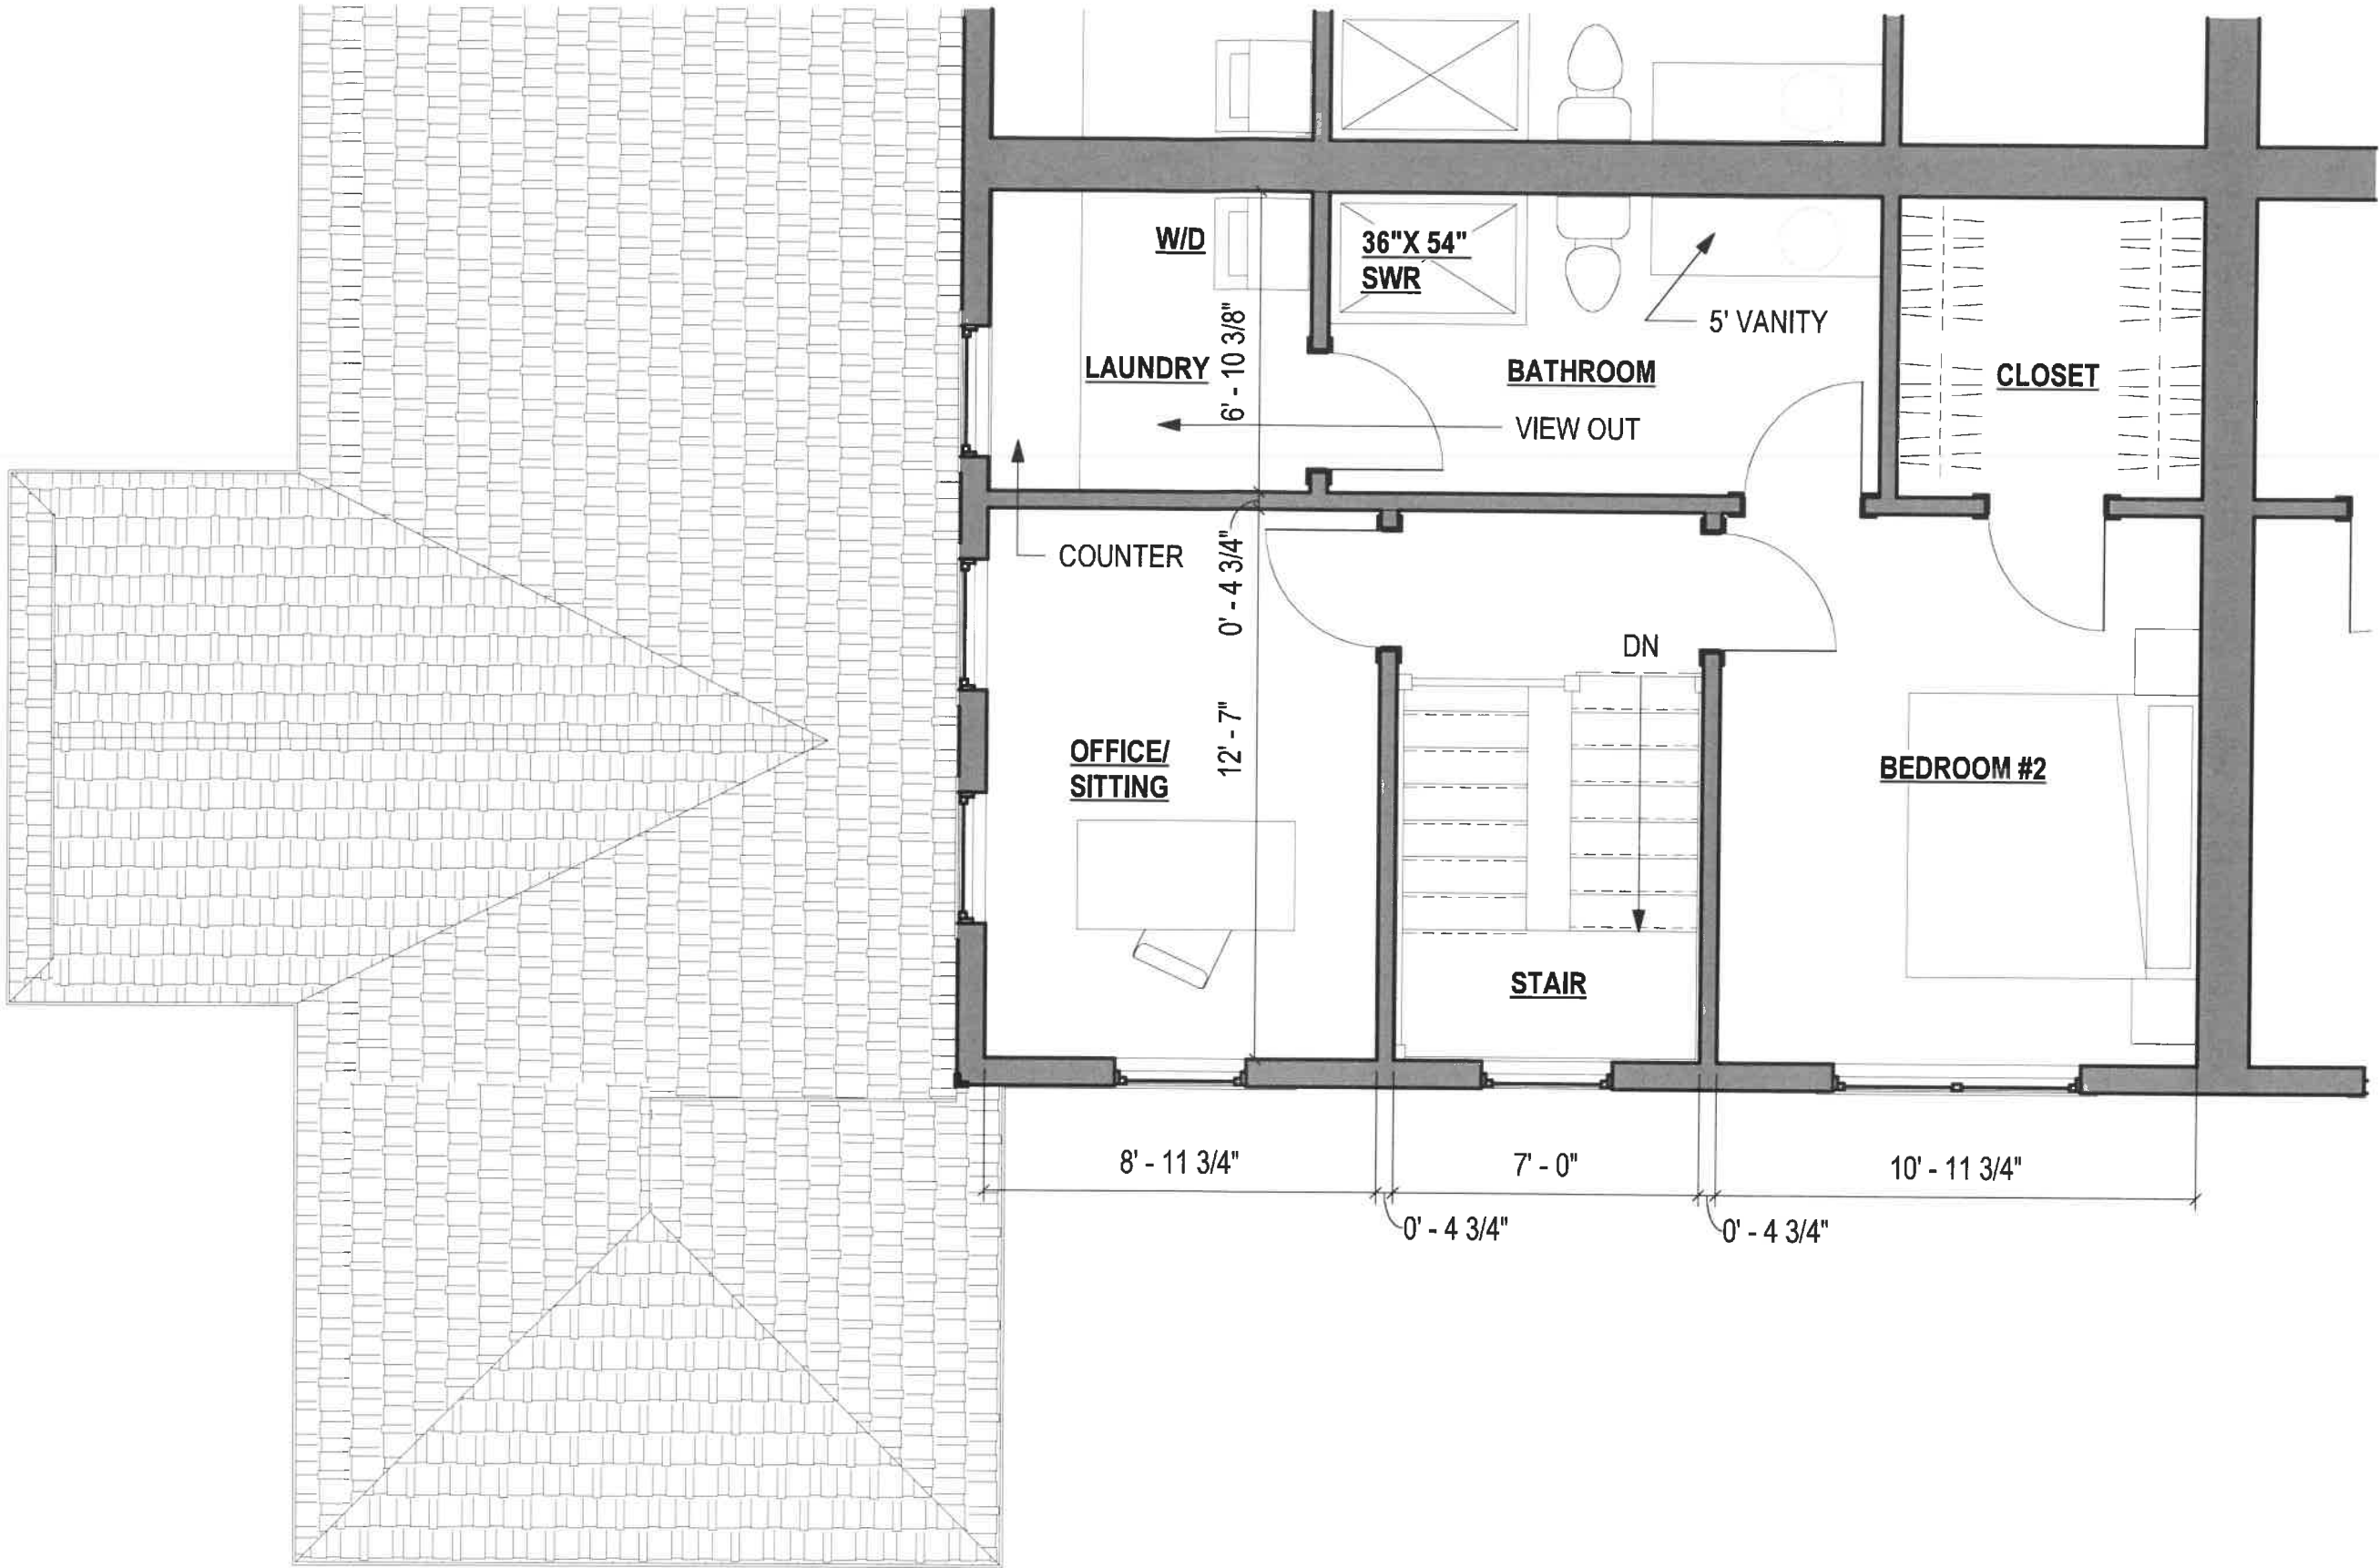 W/D
36"X 54"
SWR
5' VANITY
LAUNDRY
6' - 10 3/8"
BATHROOM
CLOSET
VIEW OUT
COUNTER
0' - 4 3/4"
DN
12' - 7"
OFFICE/
SITTING
BEDROOM #2
STAIR
8' - 11 3/4"
7' - 0"
10' - 11 3/4"
0' - 4 3/4"
0' - 4 3/4"